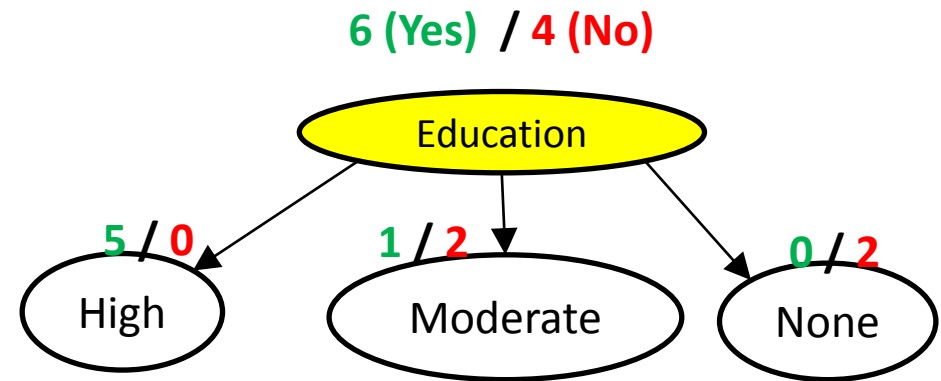 6 (Yes) / 4 (No)
Education
5 / 0
1 / 2
0 / 2
High
Moderate
None